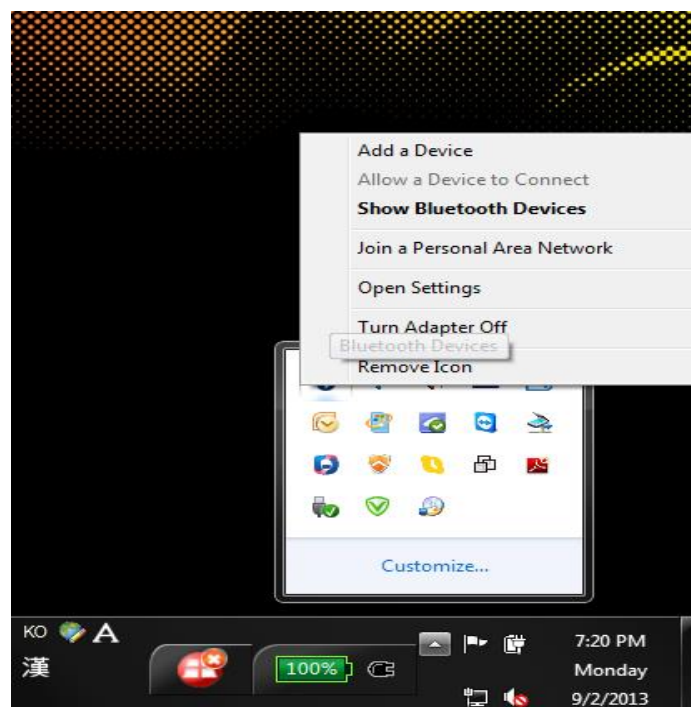 Add a Device
Allow a Device to Connect
Show Bluetooth Devices
Join a Personal Area Network
Open Settings
Turn Adapter Off
Bluetooth Devices
Remove Icon
Customize...
KO A
漢
100%
7:20 PM
Monday
9/2/2013